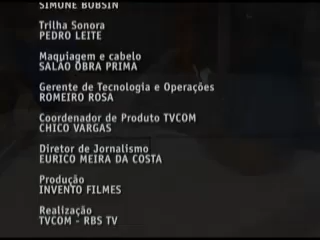 SIMONE BOBSIN
Trilha Sonora
PEDRO LEITE
Maquiagem e cabelo
SALÃO OBRA PRIMA
Gerente de Tecnologia e Operações
ROMEIRO ROSA
Coordenador de Produto TVCOM
CHICO VARGAS
Diretor de Jornalismo
EURICO MEIRA DA COSTA
Produção
INVENTO FILMES
Realização
TVCOM - RBS TV